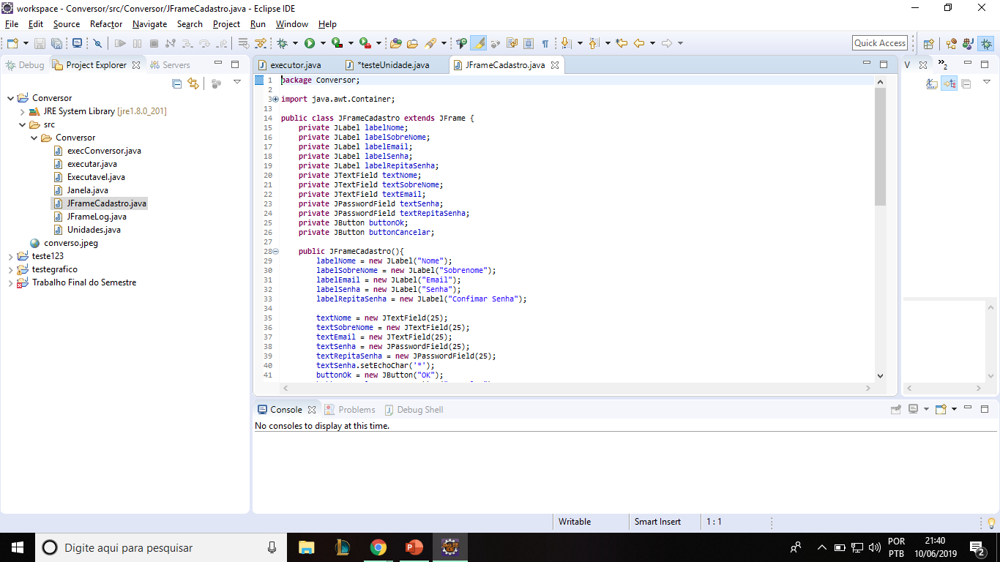 workspace - Conversor/src/Conversor/JFrameCadastro.java - Eclipse IDE
File Edit Source Refactor Navigate Search Project Run Window Help
Quick Access
Debug Project Explorer Servers
executor.java *testeUnidade.java JFrameCadastro.java
V »2
Conversor
JRE System Library [jre1.8.0_201]
src
Conversor
execConversor.java
executar.java
Executavel.java
Janela.java
JFrameCadastro.java
JFrameLog.java
Unidades.java
converso.jpeg
teste123
testegrafico
Trabalho Final do Semestre
1 package Conversor;
2
3 import java.awt.Container;
13
14 public class JFrameCadastro extends JFrame {
15 private JLabel labelNome;
16 private JLabel labelSobreNome;
17 private JLabel labelEmail;
18 private JLabel labelSenha;
19 private JLabel labelRepitaSenha;
20 private JTextField textNome;
21 private JTextField textSobreNome;
22 private JTextField textEmail;
23 private JPasswordField textSenha;
24 private JPasswordField textRepitaSenha;
25 private JButton buttonOk;
26 private JButton buttonCancelar;
27
28 public JFrameCadastro(){
29 labelNome = new JLabel("Nome");
30 labelSobreNome = new JLabel("Sobrenome");
31 labelEmail = new JLabel("Email");
32 labelSenha = new JLabel("Senha");
33 labelRepitaSenha = new JLabel("Confimar Senha");
34
35 textNome = new JTextField(25);
36 textSobreNome = new JTextField(25);
37 textEmail = new JTextField(25);
38 textSenha = new JPasswordField(25);
39 textRepitaSenha = new JPasswordField(25);
40 textSenha.setEchoChar('*');
41 buttonOk = new JButton("OK");
Console Problems Debug Shell
No consoles to display at this time.
Writable Smart Insert 1 : 1
Digite aqui para pesquisar
POR
PTB
21:40
10/06/2019
2